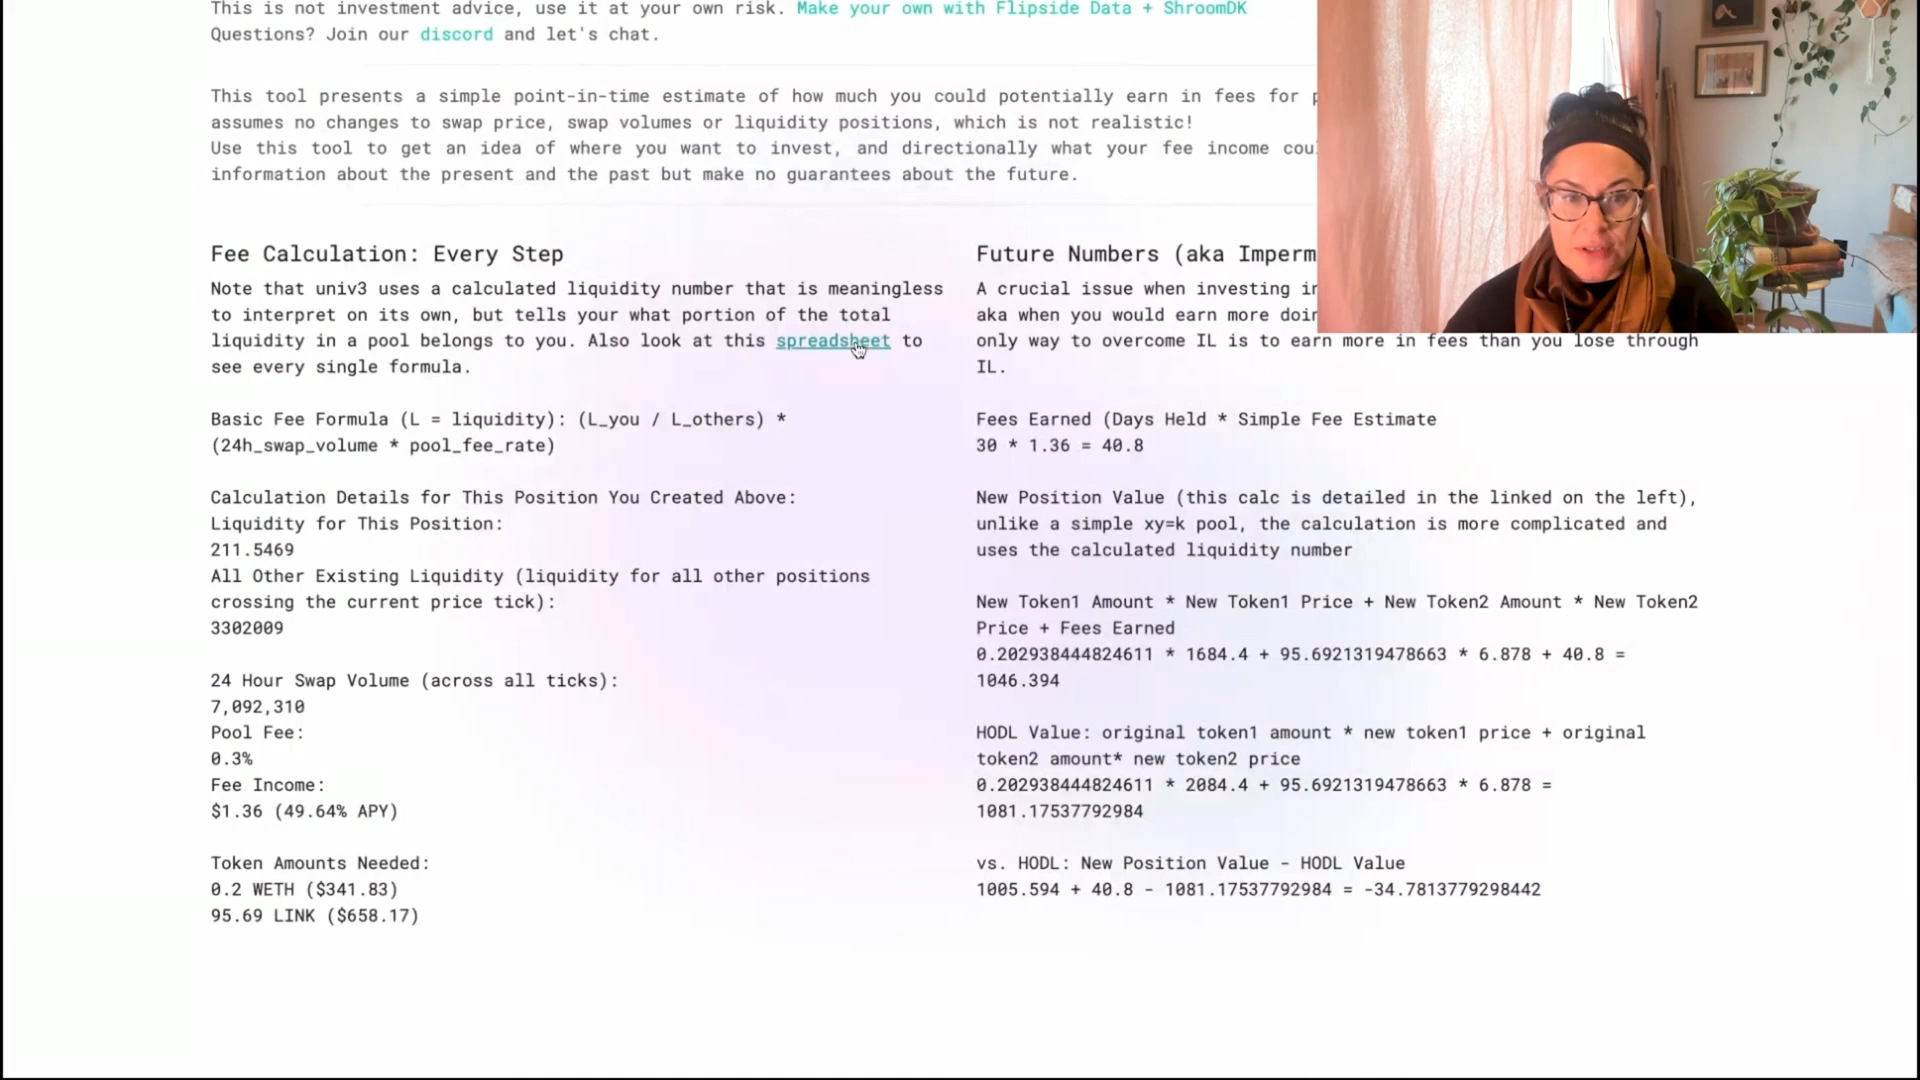 This is not investment advice, use it at your own risk. Make your own with Flipside Data + ShroomDK
Questions? Join our discord and let's chat.
This tool presents a simple point-in-time estimate of how much you could potentially earn in fees for
assumes no changes to swap price, swap volumes or liquidity positions, which is not realistic!
Use this tool to get an idea of where you want to invest, and directionally what your fee income
information about the present and the past but make no guarantees about the future.
Fee Calculation: Every Step
Note that univ3 uses a calculated liquidity number that is meaningless
to interpret on its own, but tells your what portion of the total
liquidity in a pool belongs to you. Also look at this spreadsheet to
see every single formula.
Basic Fee Formula (L = liquidity): (L_you / L_others) *
(24h_swap_volume * pool_fee_rate)
Calculation Details for This Position You Created Above:
Liquidity for This Position:
211.5469
All Other Existing Liquidity (liquidity for all other positions
crossing the current price tick):
3302009
24 Hour Swap Volume (across all ticks):
7,092,310
Pool Fee:
0.3%
Fee Income:
$1.36 (49.64% APY)
Token Amounts Needed:
0.2 WETH ($341.83)
95.69 LINK ($658.17)
Future Numbers (aka Imperm
A crucial issue when investing
aka when you would earn more
only way to overcome IL is to earn more in fees than you lose through
IL.
Fees Earned (Days Held * Simple Fee Estimate
30 * 1.36 = 40.8
New Position Value (this calc is detailed in the linked on the left),
unlike a simple xy=k pool, the calculation is more complicated and
uses the calculated liquidity number
New Token1 Amount * New Token1 Price + New Token2 Amount * New Token2
Price + Fees Earned
0.202938444824611 * 1684.4 + 95.6921319478663 * 6.878 + 40.8 =
1046.394
HODL Value: original token1 amount * new token1 price + original
token2 amount* new token2 price
0.202938444824611 * 2084.4 + 95.6921319478663 * 6.878 =
1081.17537792984
vs. HODL: New Position Value - HODL Value
1005.594 + 40.8 - 1081.17537792984 = -34.7813779298442